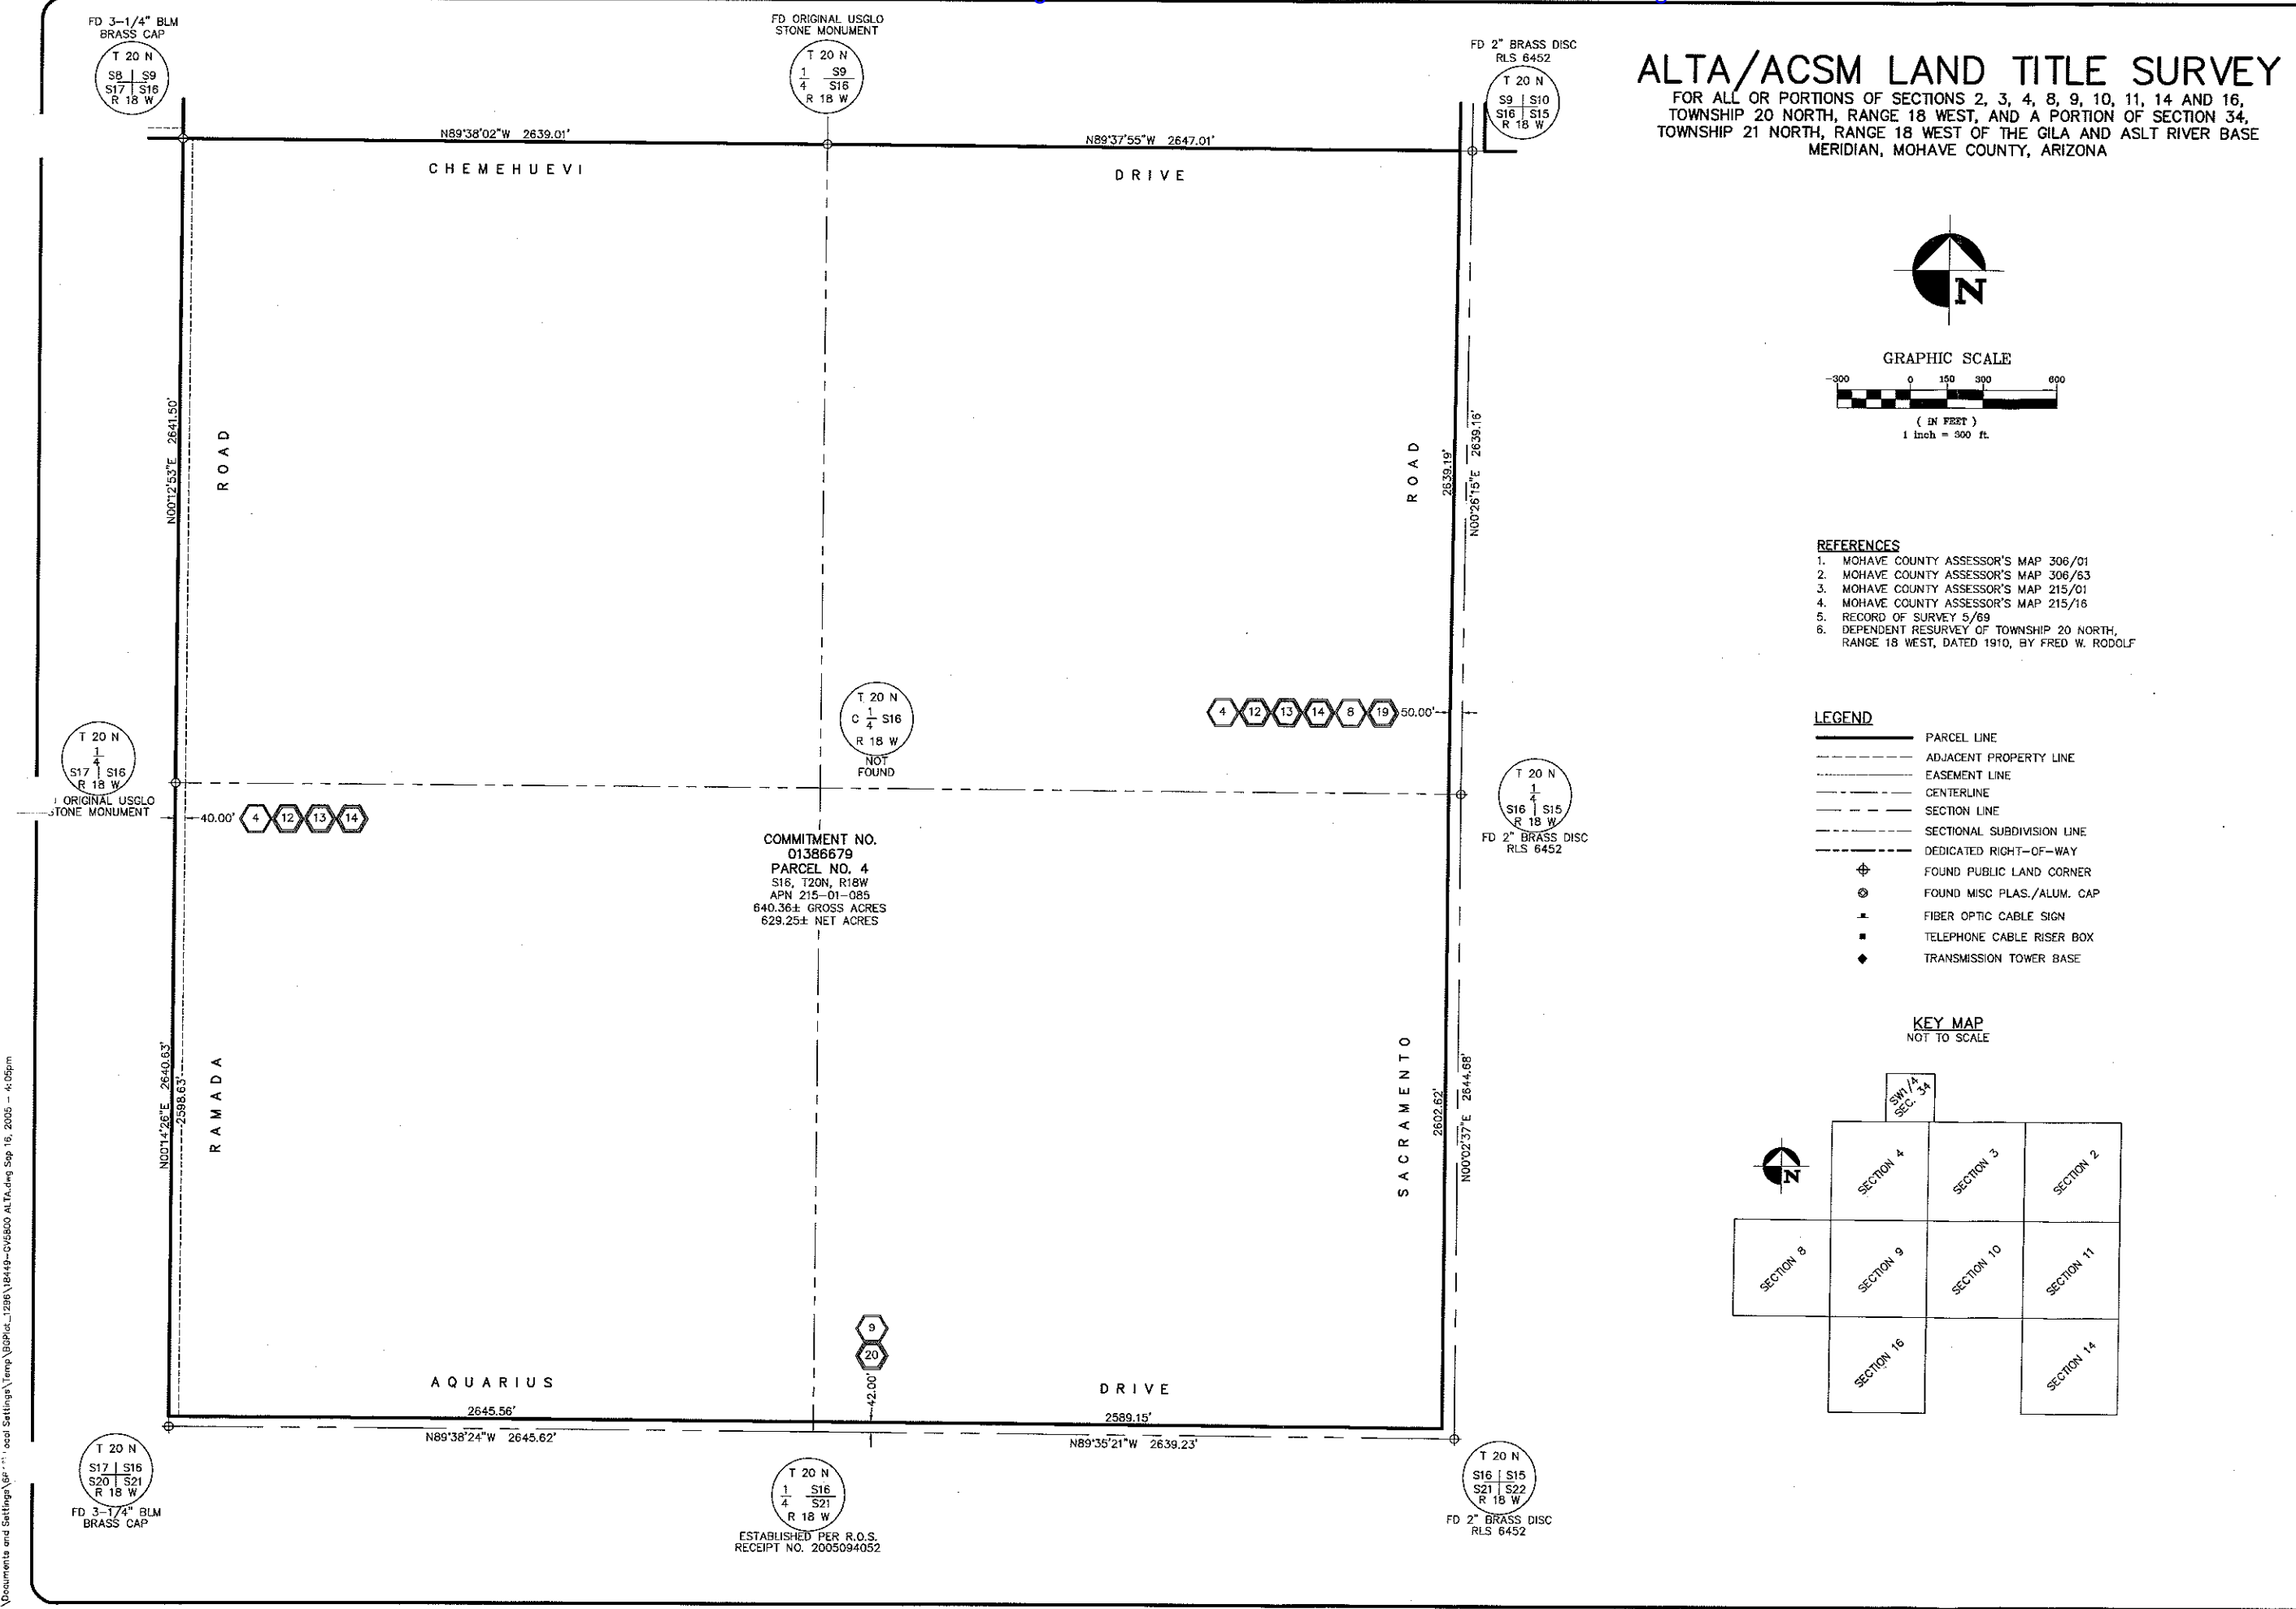 FD 3-1/4" BLM
BRASS CAP
T 20 N
S8 | S9
S17 | S16
R 18 W
FD ORIGINAL USGLO
STONE MONUMENT
T 20 N
1/4 S9
S16
R 18 W
FD 2" BRASS DISC
RLS 6452
T 20 N
S9 | S10
S16 | S15
R 18 W
N89°38'02"W 2639.01'
N89°37'55"W 2647.01'
CHEMEHUEVI DRIVE
ALTA/ACSM LAND TITLE SURVEY
FOR ALL OR PORTIONS OF SECTIONS 2, 3, 4, 8, 9, 10, 11, 14 AND 16,
TOWNSHIP 20 NORTH, RANGE 18 WEST, AND A PORTION OF SECTION 34,
TOWNSHIP 21 NORTH, RANGE 18 WEST OF THE GILA AND ASLT RIVER BASE
MERIDIAN, MOHAVE COUNTY, ARIZONA
N
GRAPHIC SCALE
-300 0 150 300 600
( IN FEET )
1 inch = 300 ft.
N00°12'53"E 2641.50'
ROAD
ROAD
2639.19'
N00°26'15"E 2639.16'
REFERENCES
1. MOHAVE COUNTY ASSESSOR'S MAP 306/01
2. MOHAVE COUNTY ASSESSOR'S MAP 306/63
3. MOHAVE COUNTY ASSESSOR'S MAP 215/01
4. MOHAVE COUNTY ASSESSOR'S MAP 215/16
5. RECORD OF SURVEY 5/69
6. DEPENDENT RESURVEY OF TOWNSHIP 20 NORTH,
RANGE 18 WEST, DATED 1910, BY FRED W. RODOLF
T 20 N
C 1/4 S16
R 18 W
NOT
FOUND
4 12 13 14 8 19 50.00'
T 20 N
1/4
S17 | S16
R 18 W
ORIGINAL USGLO
STONE MONUMENT
40.00' 4 12 13 14
T 20 N
1/4
S16 | S15
R 18 W
FD 2" BRASS DISC
RLS 6452
COMMITMENT NO.
01386679
PARCEL NO. 4
S16, T20N, R18W
APN 215-01-085
640.36± GROSS ACRES
629.25± NET ACRES
LEGEND
PARCEL LINE
ADJACENT PROPERTY LINE
EASEMENT LINE
CENTERLINE
SECTION LINE
SECTIONAL SUBDIVISION LINE
DEDICATED RIGHT-OF-WAY
FOUND PUBLIC LAND CORNER
FOUND MISC PLAS./ALUM. CAP
FIBER OPTIC CABLE SIGN
TELEPHONE CABLE RISER BOX
TRANSMISSION TOWER BASE
N00°14'26"E 2640.63'
2598.63'
RAMADA
SACRAMENTO
2602.62'
N00°02'37"E 2644.68'
KEY MAP
NOT TO SCALE
SW1/4
SEC. 34
N
SECTION 4
SECTION 3
SECTION 2
SECTION 8
SECTION 9
SECTION 10
SECTION 11
SECTION 16
SECTION 14
9
20
42.00'
AQUARIUS DRIVE
2645.56'
2589.15'
N89°38'24"W 2645.62'
N89°35'21"W 2639.23'
T 20 N
S17 | S16
S20 | S21
R 18 W
FD 3-1/4" BLM
BRASS CAP
T 20 N
1/4 S16
S21
R 18 W
ESTABLISHED PER R.O.S.
RECEIPT NO. 2005094052
T 20 N
S16 | S15
S21 | S22
R 18 W
FD 2" BRASS DISC
RLS 6452
\Documents and Settings\ ocal Settings\Temp\BGPlot_1296\18449-GV5800 ALTA.dwg Sep 16, 2005 - 4:05pm